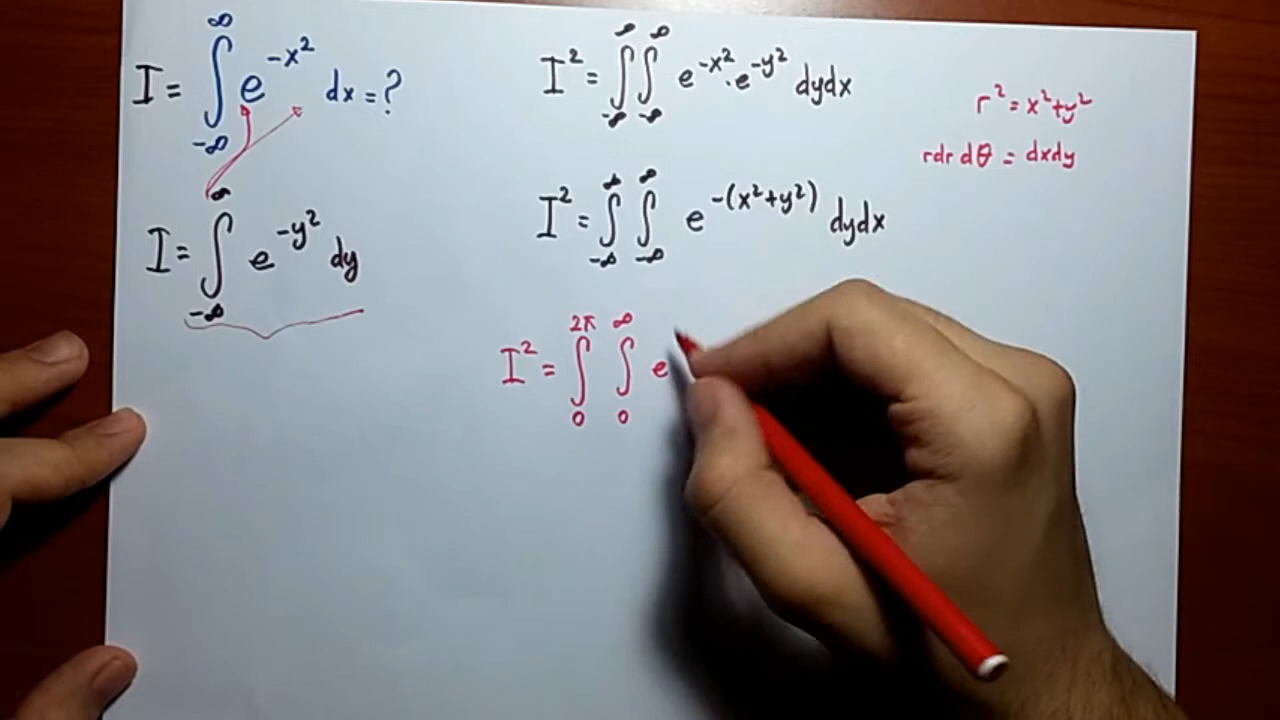 I = ∫_{-∞}^{∞} e^{-x²} dx = ?
I = ∫_{-∞}^{∞} e^{-y²} dy
I² = ∫_{-∞}^{∞} ∫_{-∞}^{∞} e^{-x²} · e^{-y²} dydx
I² = ∫_{-∞}^{∞} ∫_{-∞}^{∞} e^{-(x²+y²)} dydx
I² = ∫_{0}^{2π} ∫_{0}^{∞} e
r² = x²+y²
rdr dθ = dxdy